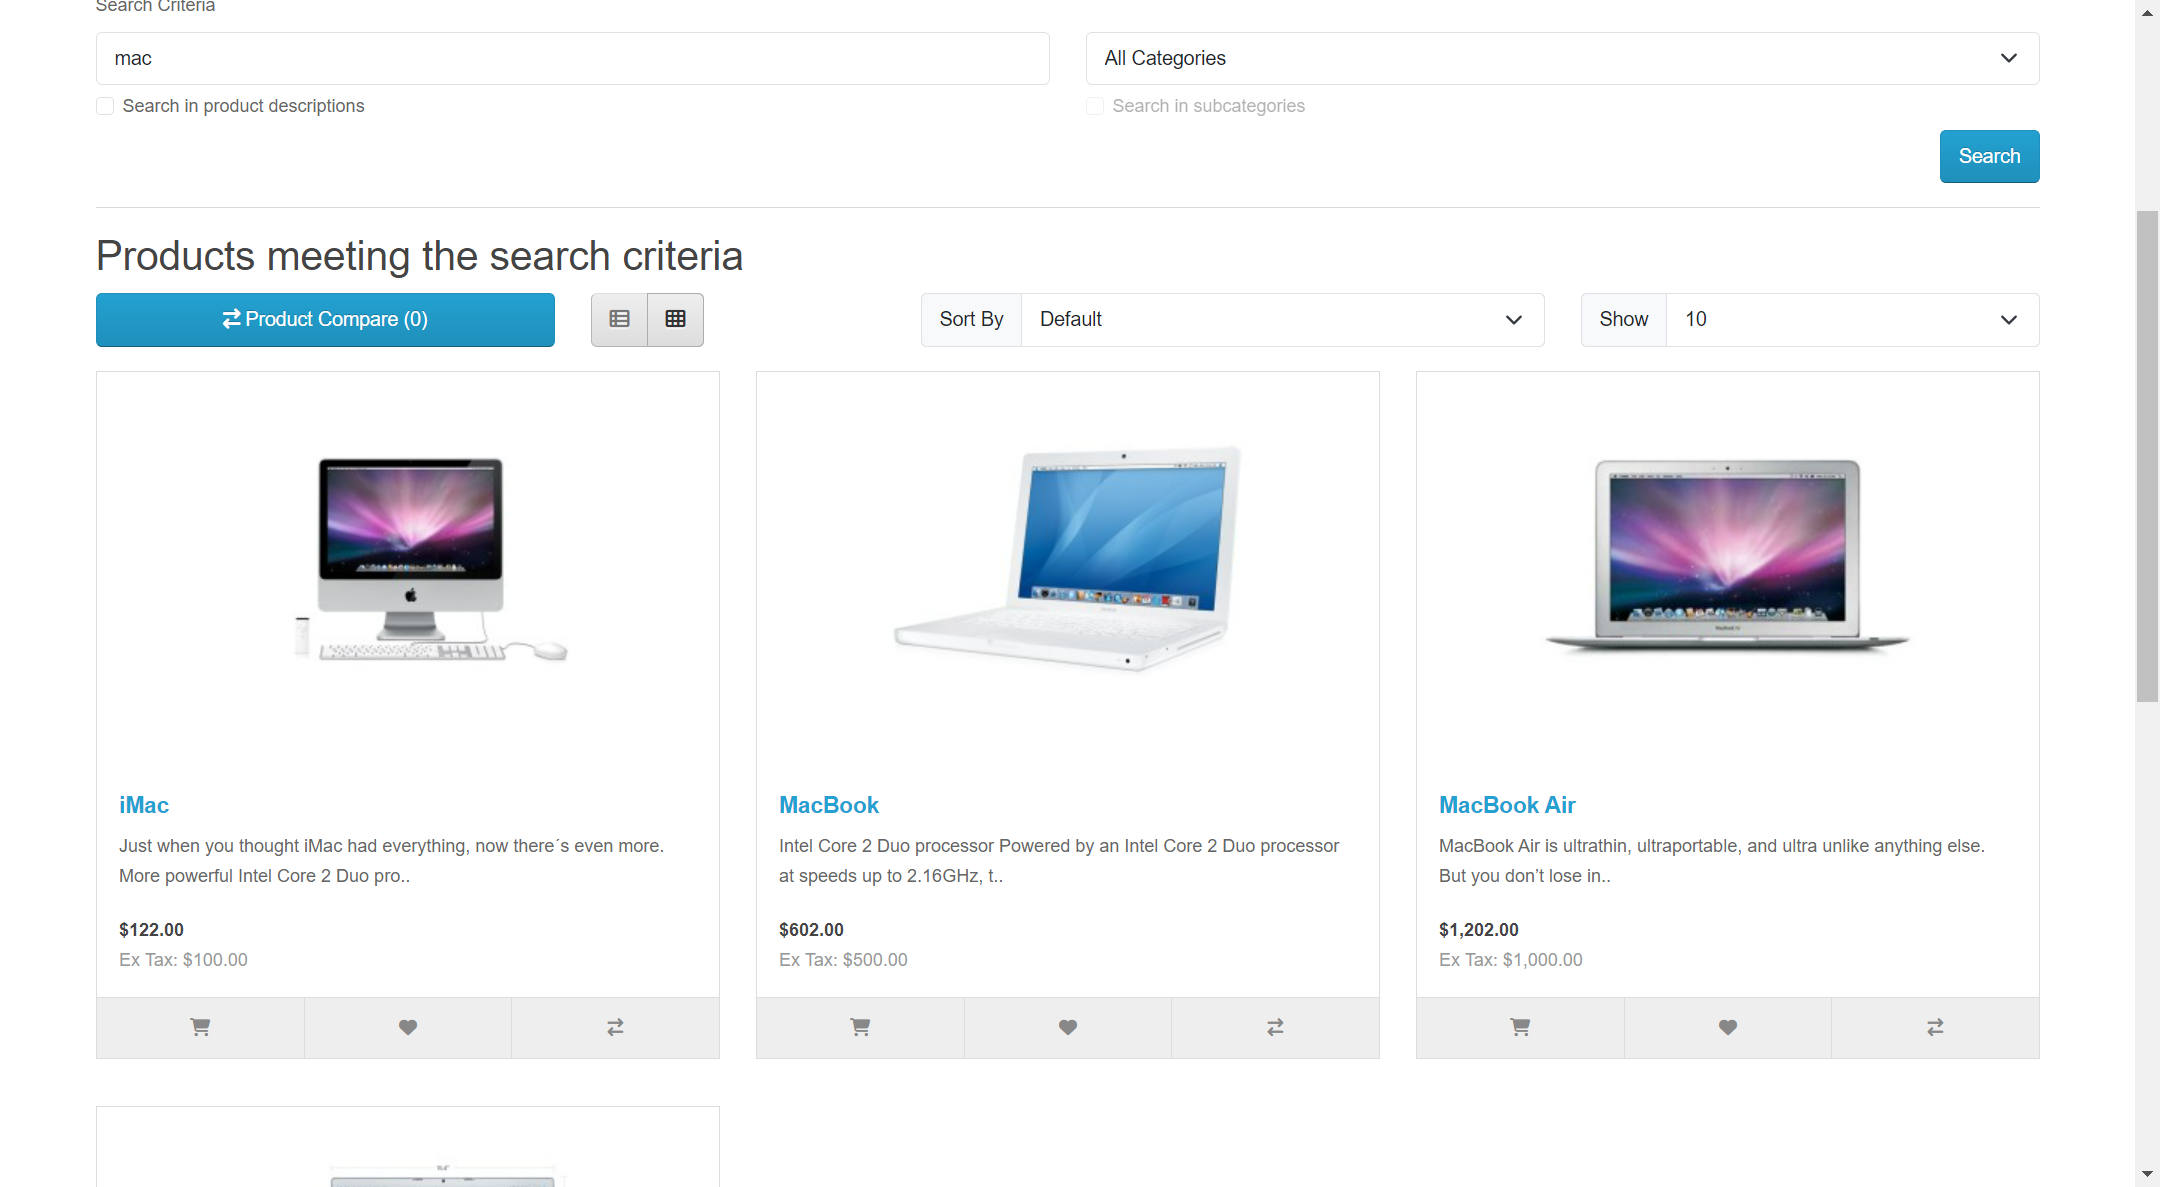 Search Criteria
mac
All Categories
Search in product descriptions
Search in subcategories
Search
Products meeting the search criteria
Product Compare (0)
Sort By
Default
Show
10
iMac
Just when you thought iMac had everything, now there´s even more.
More powerful Intel Core 2 Duo pro..
$122.00
Ex Tax: $100.00
MacBook
Intel Core 2 Duo processor Powered by an Intel Core 2 Duo processor
at speeds up to 2.16GHz, t..
$602.00
Ex Tax: $500.00
MacBook Air
MacBook Air is ultrathin, ultraportable, and ultra unlike anything else.
But you don’t lose in..
$1,202.00
Ex Tax: $1,000.00